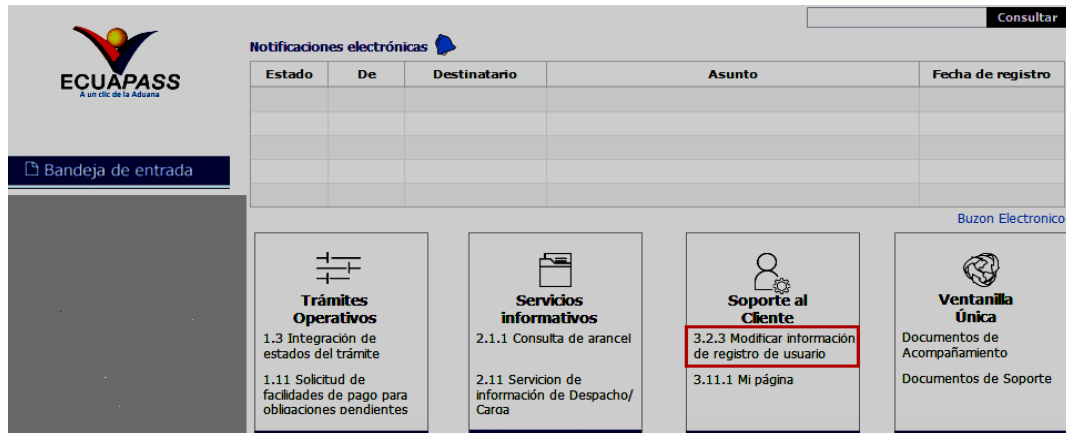 Consultar
ECUAPASS
A un clic de la Aduana
Notificaciones electrónicas
Estado De Destinatario Asunto Fecha de registro
Bandeja de entrada
Buzon Electronico
Trámites
Operativos
1.3 Integración de
estados del trámite
1.11 Solicitud de
facilidades de pago para
obligaciones pendientes
Servicios
informativos
2.1.1 Consulta de arancel
2.11 Servicion de
información de Despacho/
Carga
Soporte al
Cliente
3.2.3 Modificar información
de registro de usuario
3.11.1 Mi página
Ventanilla
Única
Documentos de
Acompañamiento
Documentos de Soporte